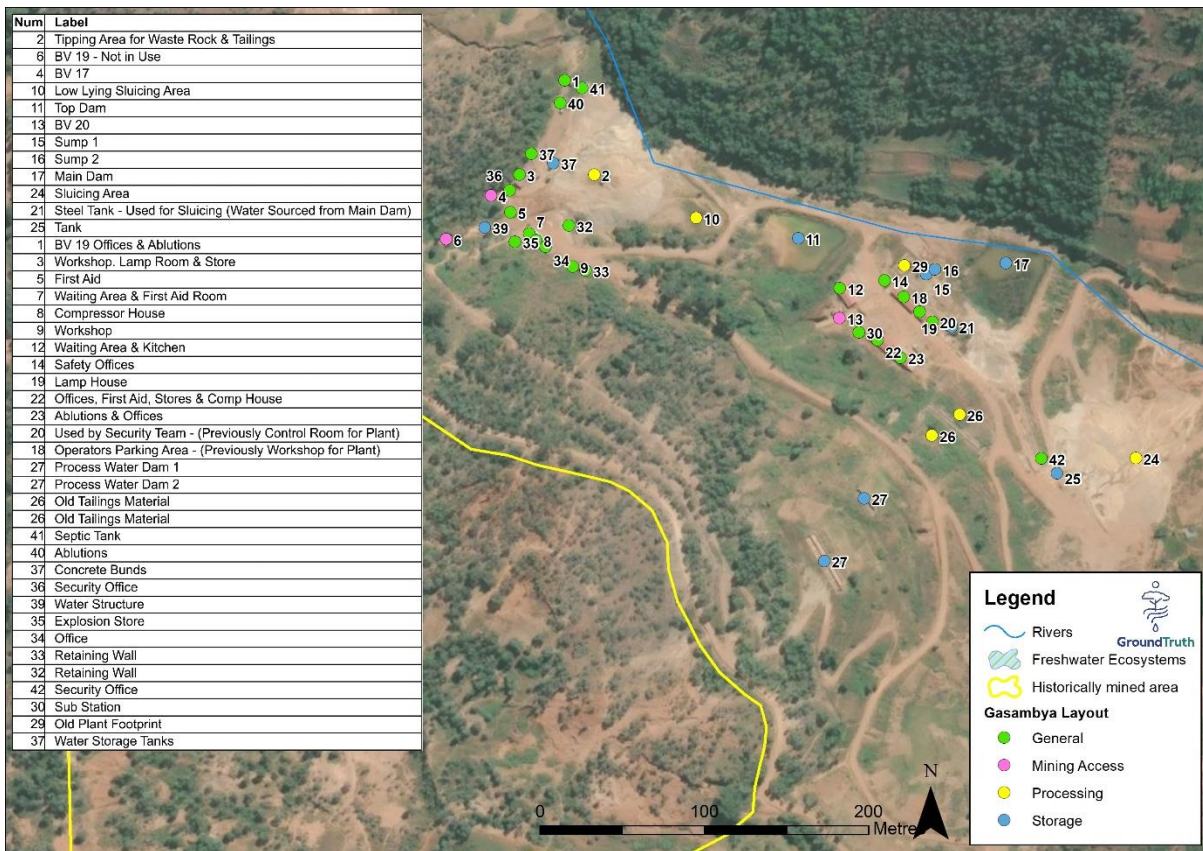 Num Label
2 Tipping Area for Waste Rock & Tailings
6 BV 19 - Not in Use
4 BV 17
10 Low Lying Sluicing Area
11 Top Dam
13 BV 20
15 Sump 1
16 Sump 2
17 Main Dam
24 Sluicing Area
21 Steel Tank - Used for Sluicing (Water Sourced from Main Dam)
25 Tank
1 BV 19 Offices & Ablutions
3 Workshop. Lamp Room & Store
5 First Aid
7 Waiting Area & First Aid Room
8 Compressor House
9 Workshop
12 Waiting Area & Kitchen
14 Safety Offices
19 Lamp House
22 Offices, First Aid, Stores & Comp House
23 Ablutions & Offices
20 Used by Security Team - (Previously Control Room for Plant)
18 Operators Parking Area - (Previously Workshop for Plant)
27 Process Water Dam 1
27 Process Water Dam 2
26 Old Tailings Material
26 Old Tailings Material
41 Septic Tank
40 Ablutions
37 Concrete Bunds
36 Security Office
39 Water Structure
35 Explosion Store
34 Office
33 Retaining Wall
32 Retaining Wall
42 Security Office
30 Sub Station
29 Old Plant Footprint
37 Water Storage Tanks
1
41
40
37
37
36
3
2
4
5
10
39
7
32
6
35
8
11
34
9
33
29
16
17
15
12
14
18
13
19
20
21
30
22
23
26
26
42
24
25
27
27
Legend
GroundTruth
Rivers
Freshwater Ecosystems
Historically mined area
Gasambya Layout
General
Mining Access
Processing
Storage
N
0 100 200
Metre